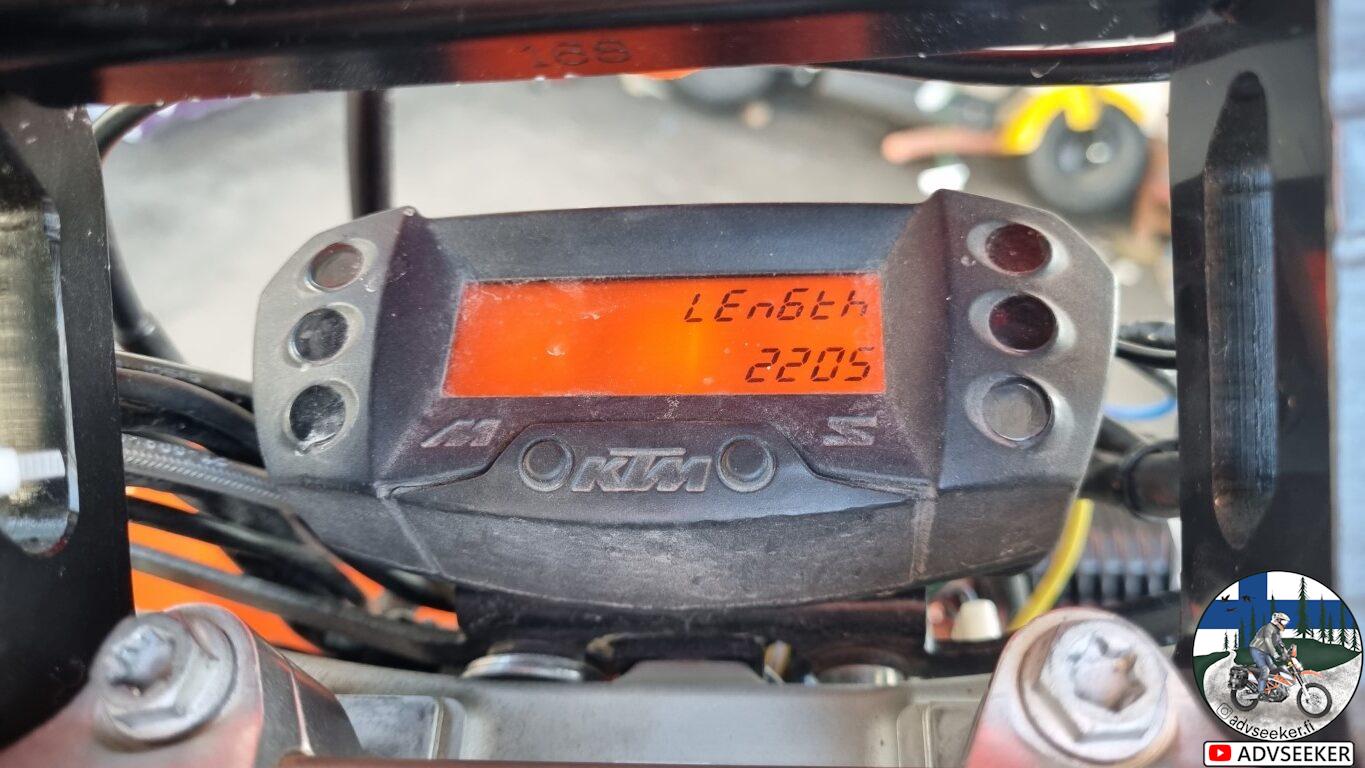 189
LEnGth
2205
M
S
KTM
advseeker.fi
ADVSEEKER